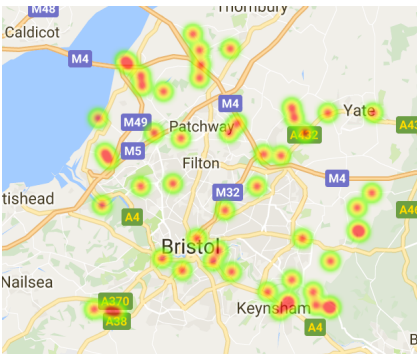 M48
Thornbury
Caldicot
M4
M4
M49
Patchway
Yate
A432
A43
M5
Filton
M4
tishead
M32
A4
A4
Bristol
Nailsea
A370
Keynsham
A38
A4
B